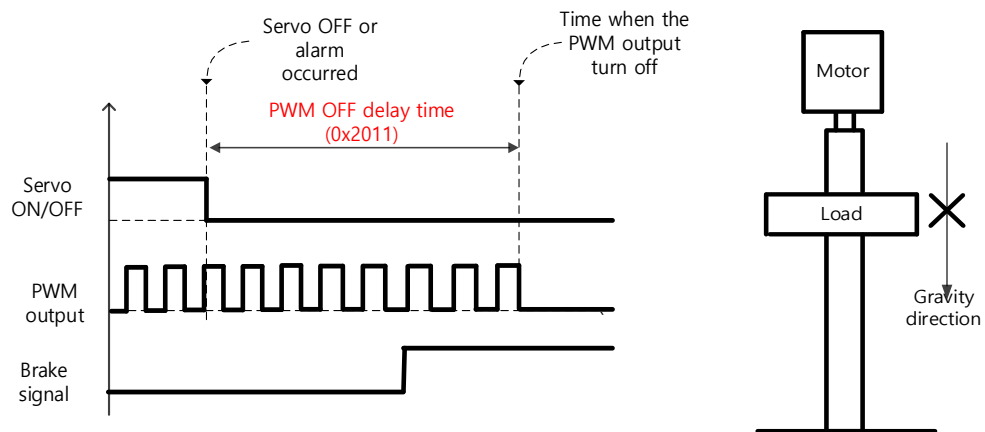 Servo OFF or
alarm
occurred
Time when the
PWM output
turn off
PWM OFF delay time
(0x2011)
Servo
ON/OFF
PWM
output
Brake
signal
Motor
Load
Gravity
direction